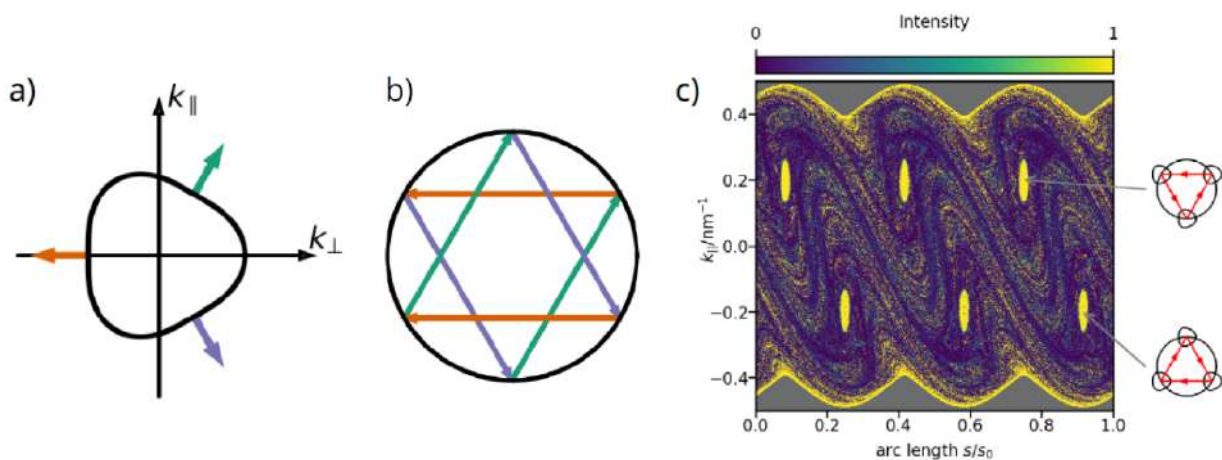 a)
k∥
k⊥
b)
c)
Intensity
0 1
k∥/nm⁻¹
0.4
0.2
0.0
−0.2
−0.4
0.0 0.2 0.4 0.6 0.8 1.0
arc length s/s₀